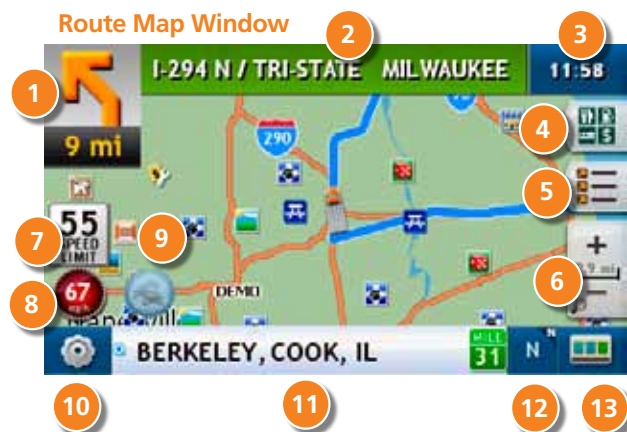 Route Map Window
2
3
I-294 N / TRI-STATE MILWAUKEE
11:58
1
9 mi
290
4
5
55
SPEED
LIMIT
7
9
+
6
8
67
DEMO
BERKELEY, COOK, IL
MILE
31
N
N
10
11
12
13